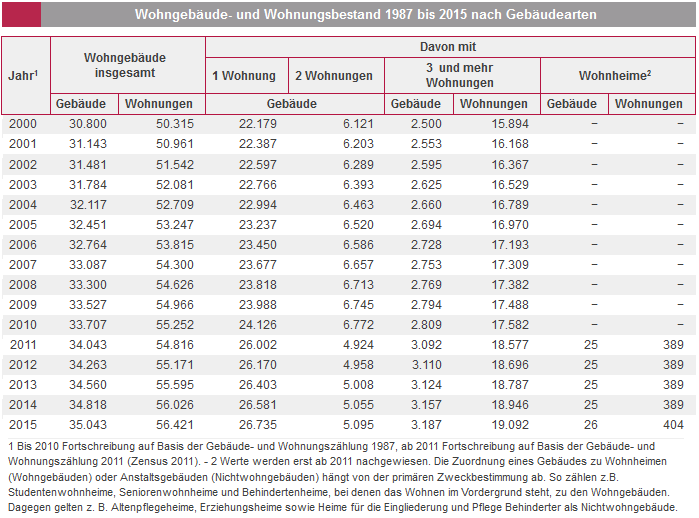 Wohngebäude- und Wohnungsbestand 1987 bis 2015 nach Gebäudearten
Jahr1 Wohngebäude insgesamt Davon mit
1 Wohnung 2 Wohnungen 3 und mehr Wohnungen Wohnheime2
Gebäude Wohnungen Gebäude Gebäude Wohnungen Gebäude Wohnungen
2000 30.800 50.315 22.179 6.121 2.500 15.894 – –
2001 31.143 50.961 22.387 6.203 2.553 16.168 – –
2002 31.481 51.542 22.597 6.289 2.595 16.367 – –
2003 31.784 52.081 22.766 6.393 2.625 16.529 – –
2004 32.117 52.709 22.994 6.463 2.660 16.789 – –
2005 32.451 53.247 23.237 6.520 2.694 16.970 – –
2006 32.764 53.815 23.450 6.586 2.728 17.193 – –
2007 33.087 54.300 23.677 6.657 2.753 17.309 – –
2008 33.300 54.626 23.818 6.713 2.769 17.382 – –
2009 33.527 54.966 23.988 6.745 2.794 17.488 – –
2010 33.707 55.252 24.126 6.772 2.809 17.582 – –
2011 34.043 54.816 26.002 4.924 3.092 18.577 25 389
2012 34.263 55.171 26.170 4.958 3.110 18.696 25 389
2013 34.560 55.595 26.403 5.008 3.124 18.787 25 389
2014 34.818 56.026 26.581 5.055 3.157 18.946 25 389
2015 35.043 56.421 26.735 5.095 3.187 19.092 26 404
1 Bis 2010 Fortschreibung auf Basis der Gebäude- und Wohnungszählung 1987, ab 2011 Fortschreibung auf Basis der Gebäude- und
Wohnungszählung 2011 (Zensus 2011). - 2 Werte werden erst ab 2011 nachgewiesen. Die Zuordnung eines Gebäudes zu Wohnheimen
(Wohngebäuden) oder Anstaltsgebäuden (Nichtwohngebäuden) hängt von der primären Zweckbestimmung ab. So zählen z.B.
Studentenwohnheime, Seniorenwohnheime und Behindertenheime, bei denen das Wohnen im Vordergrund steht, zu den Wohngebäuden.
Dagegen gelten z. B. Altenpflegeheime, Erziehungsheime sowie Heime für die Eingliederung und Pflege Behinderter als Nichtwohngebäude.